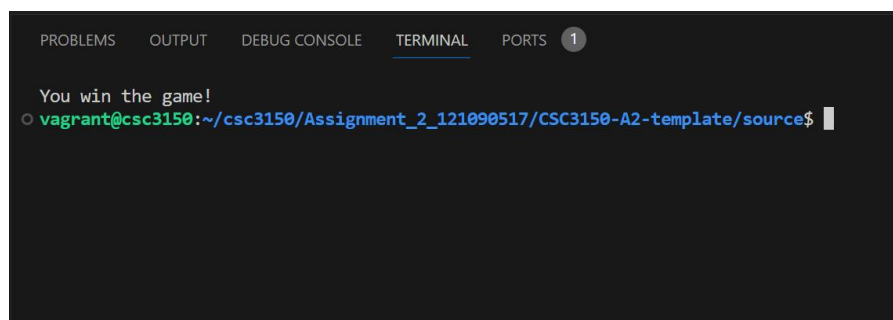 PROBLEMS OUTPUT DEBUG CONSOLE TERMINAL PORTS 1
You win the game!
vagrant@csc3150:~/csc3150/Assignment_2_121090517/CSC3150-A2-template/source$